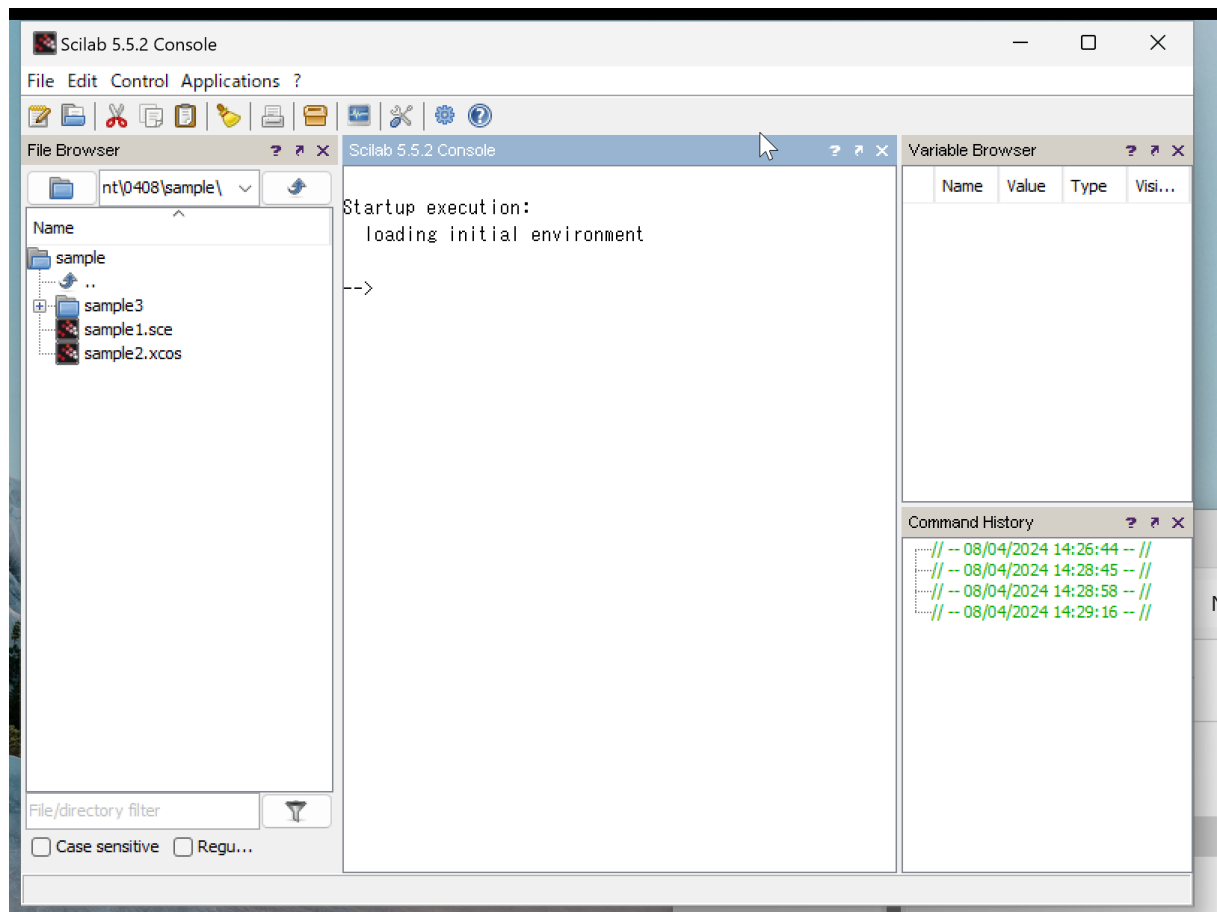 Scilab 5.5.2 Console
File Edit Control Applications ?
File Browser
nt\0408\sample\
Name
sample
..
sample3
sample1.sce
sample2.xcos
File/directory filter
Case sensitive Regu...
Scilab 5.5.2 Console
Startup execution:
loading initial environment
-->
Variable Browser
Name Value Type Visi...
Command History
// -- 08/04/2024 14:26:44 -- //
// -- 08/04/2024 14:28:45 -- //
// -- 08/04/2024 14:28:58 -- //
// -- 08/04/2024 14:29:16 -- //